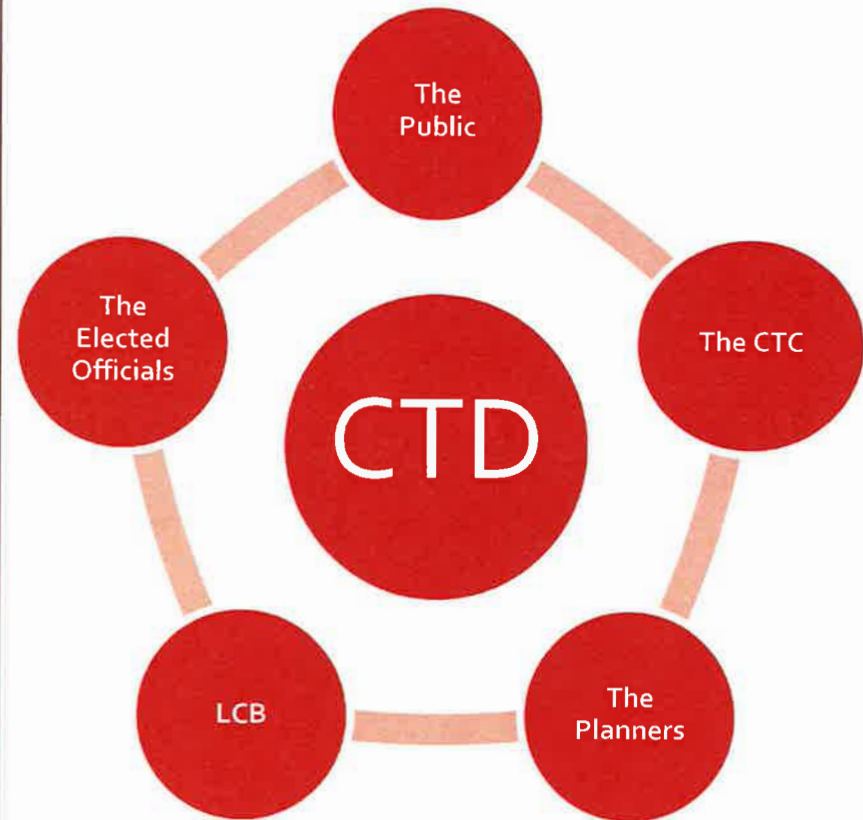 The
Public
The
Elected
Officials
The CTC
CTD
LCB
The
Planners